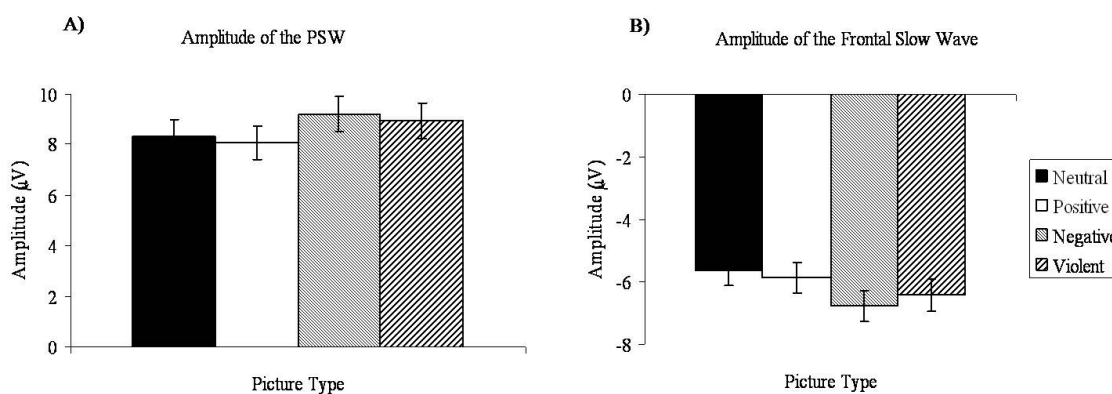 A)
Amplitude of the PSW
10
8
6
4
2
0
Amplitude (μV)
Picture Type
B)
Amplitude of the Frontal Slow Wave
0
-2
-4
-6
-8
Amplitude (μV)
Picture Type
Neutral
Positive
Negative
Violent